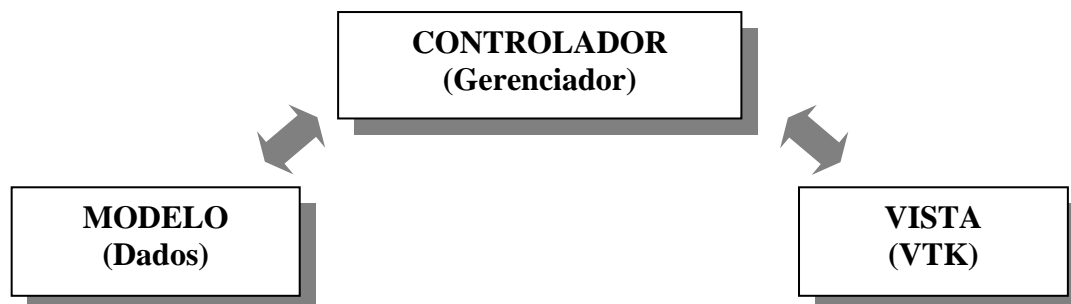 CONTROLADOR
(Gerenciador)
MODELO
(Dados)
VISTA
(VTK)